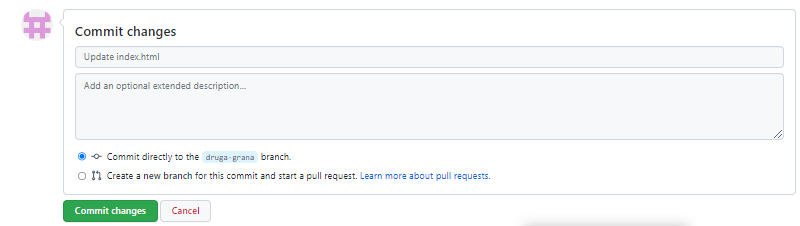 Commit changes
Update index.html
Add an optional extended description...
Commit directly to the druga-grana branch.
Create a new branch for this commit and start a pull request. Learn more about pull requests.
Commit changes Cancel